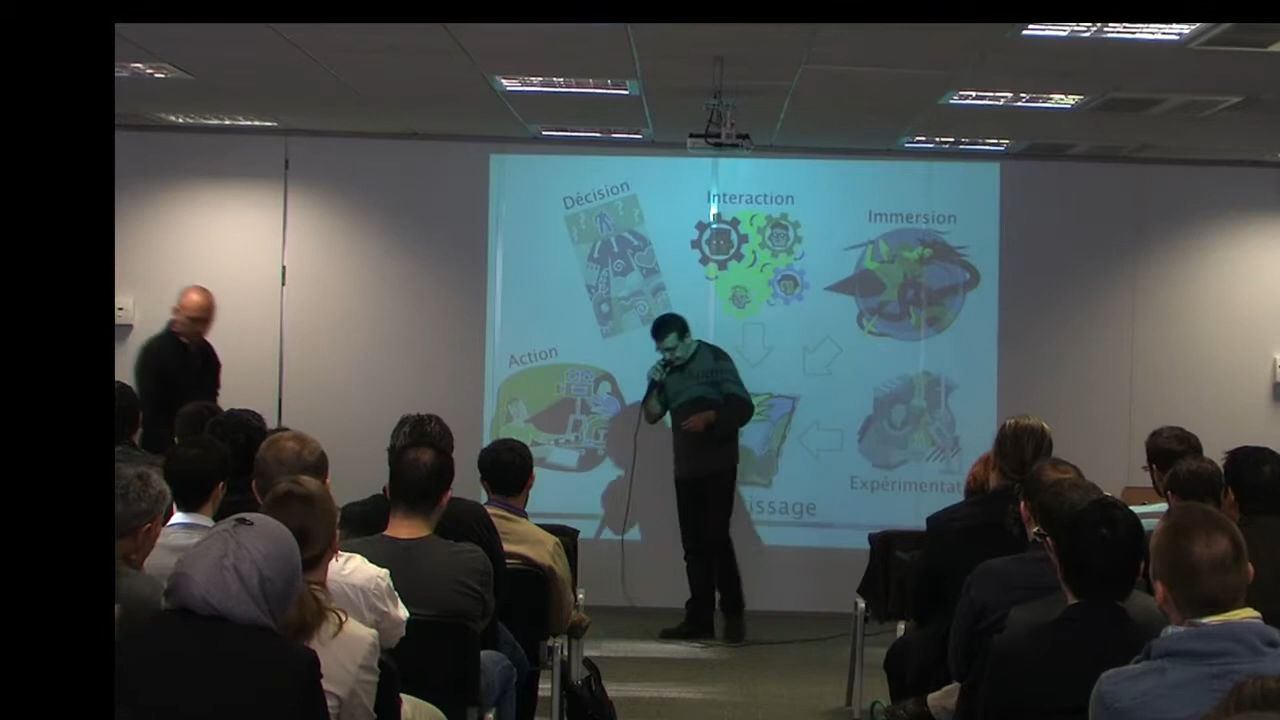 Décision
Interaction
Immersion
Action
Expérimentat
issage